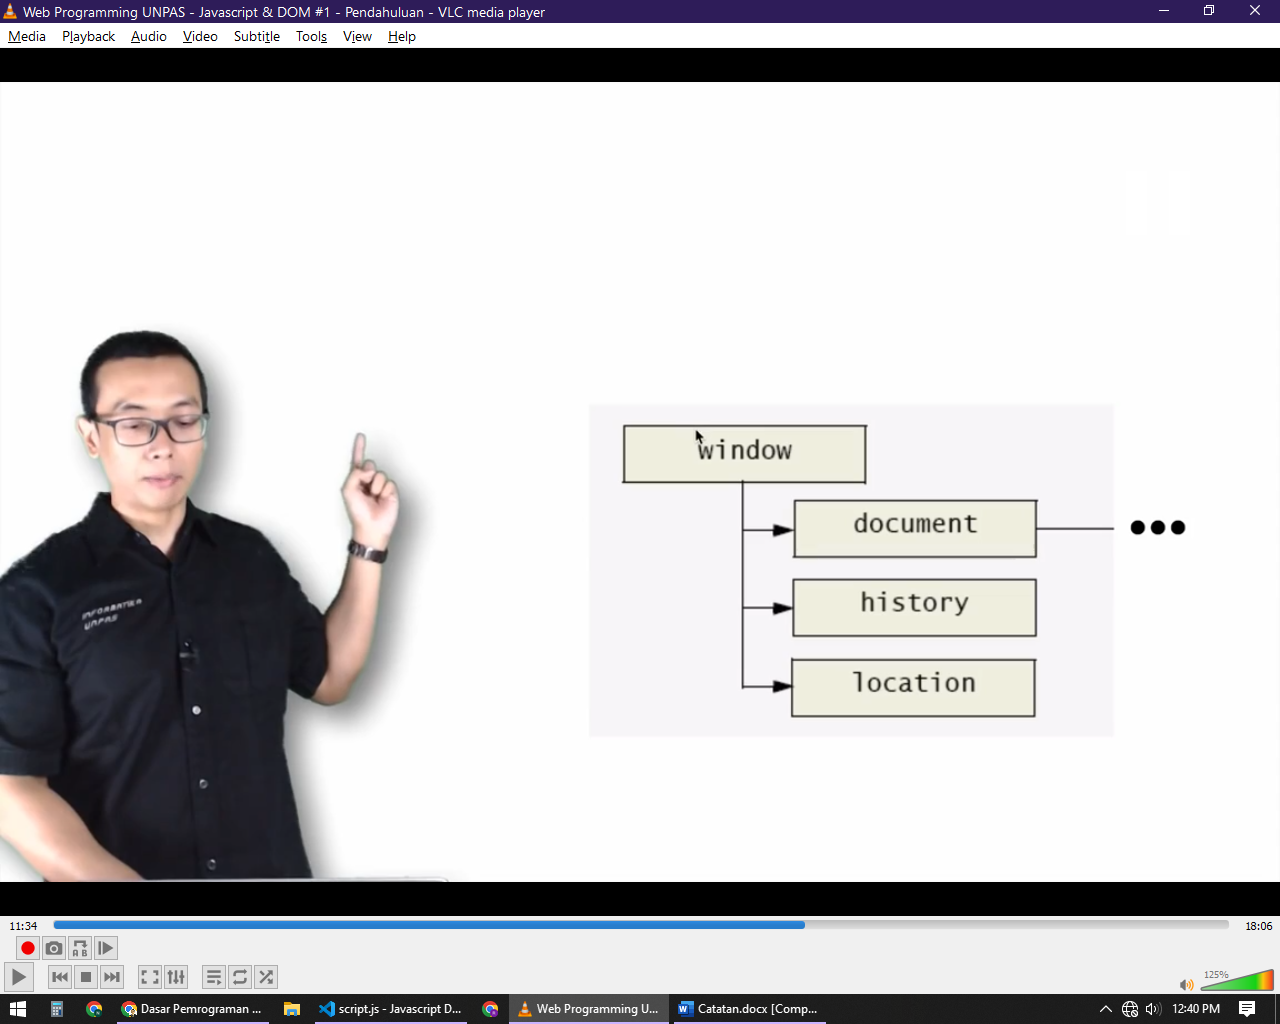 Web Programming UNPAS - Javascript & DOM #1 - Pendahuluan - VLC media player
Media Playback Audio Video Subtitle Tools View Help
window
document
history
location
INFORMATIKA
UNPAS
11:34
18:06
A B
125%
Dasar Pemrograman ...
script.js - Javascript D...
Web Programming U...
Catatan.docx [Comp...
12:40 PM